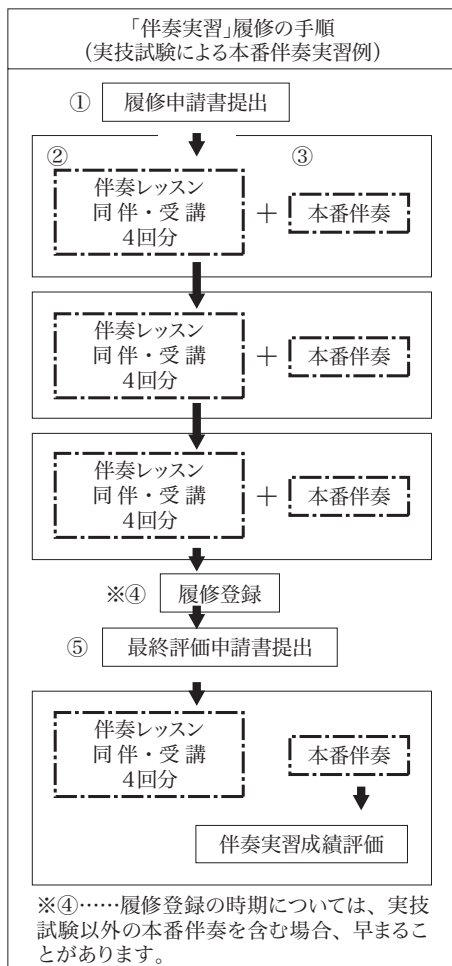 「伴奏実習」履修の手順
（実技試験による本番伴奏実習例）
① 履修申請書提出
② ③
伴奏レッスン
同伴・受講
4回分
＋ 本番伴奏
伴奏レッスン
同伴・受講
4回分
＋ 本番伴奏
伴奏レッスン
同伴・受講
4回分
＋ 本番伴奏
※④ 履修登録
⑤ 最終評価申請書提出
伴奏レッスン
同伴・受講
4回分
本番伴奏
伴奏実習成績評価
※④……履修登録の時期については、実技
試験以外の本番伴奏を含む場合、早まるこ
とがあります。